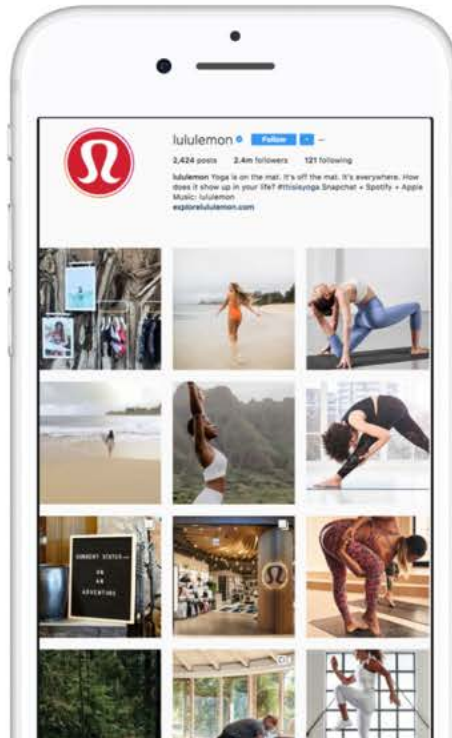 lululemon Follow
2,424 posts 2.4m followers 121 following
lululemon Yoga is on the mat. It's off the mat. It's everywhere. How
does it show up in your life? #thisisyoga Snapchat + Spotify + Apple
Music: lululemon
explorelululemon.com
CURRENT STATUS
ON
AN
ADVENTURE